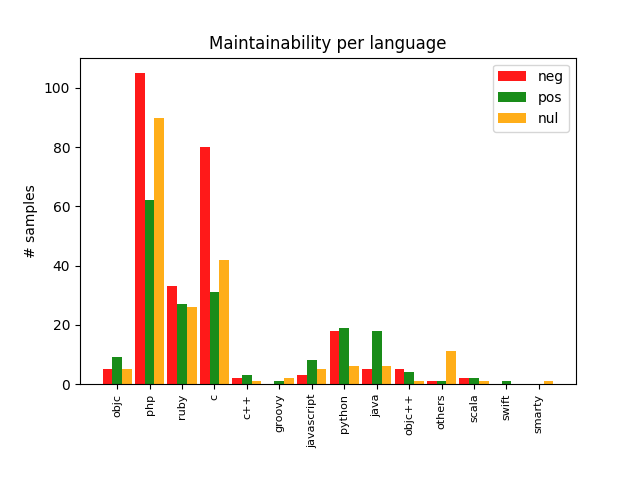 Maintainability per language
neg
pos
nul
# samples
100
80
60
40
20
0
objc
php
ruby
c
c++
groovy
javascript
python
java
objc++
others
scala
swift
smarty